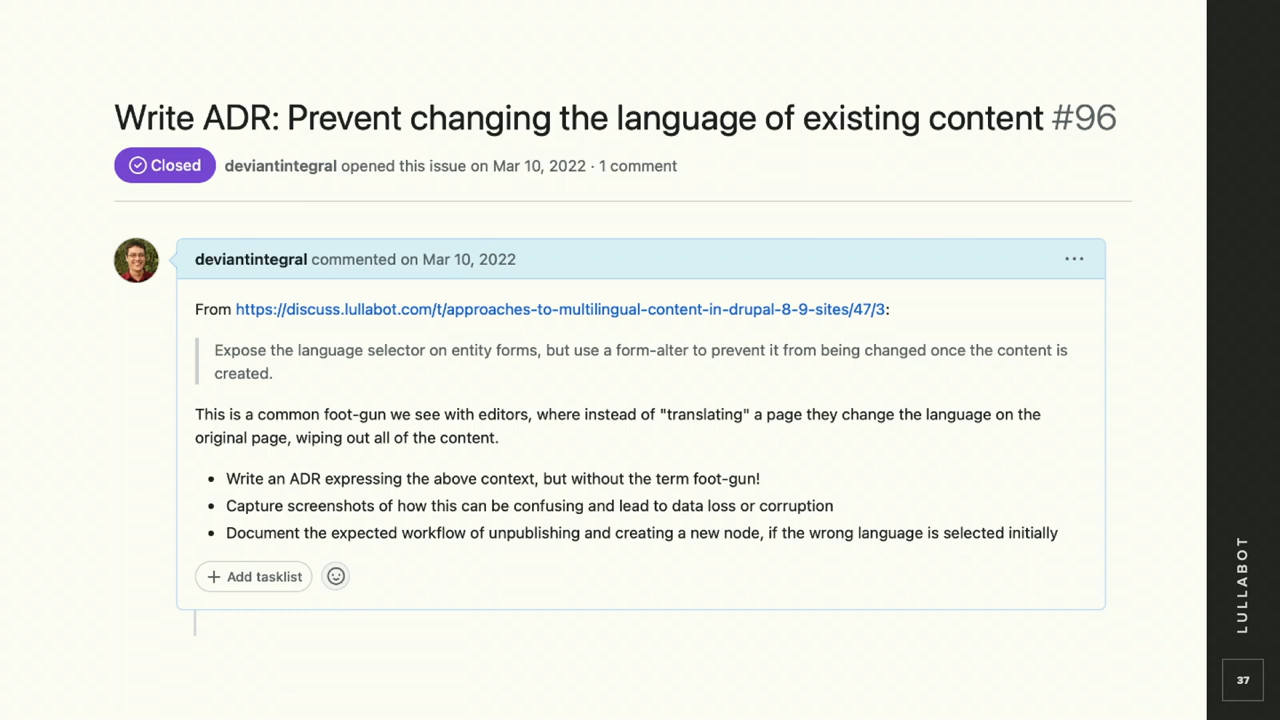 Write ADR: Prevent changing the language of existing content #96
Closed deviantintegral opened this issue on Mar 10, 2022 · 1 comment
deviantintegral commented on Mar 10, 2022 ...
From https://discuss.lullabot.com/t/approaches-to-multilingual-content-in-drupal-8-9-sites/47/3:
Expose the language selector on entity forms, but use a form-alter to prevent it from being changed once the content is
created.
This is a common foot-gun we see with editors, where instead of "translating" a page they change the language on the
original page, wiping out all of the content.
• Write an ADR expressing the above context, but without the term foot-gun!
• Capture screenshots of how this can be confusing and lead to data loss or corruption
• Document the expected workflow of unpublishing and creating a new node, if the wrong language is selected initially
+ Add tasklist
LULLABOT
37